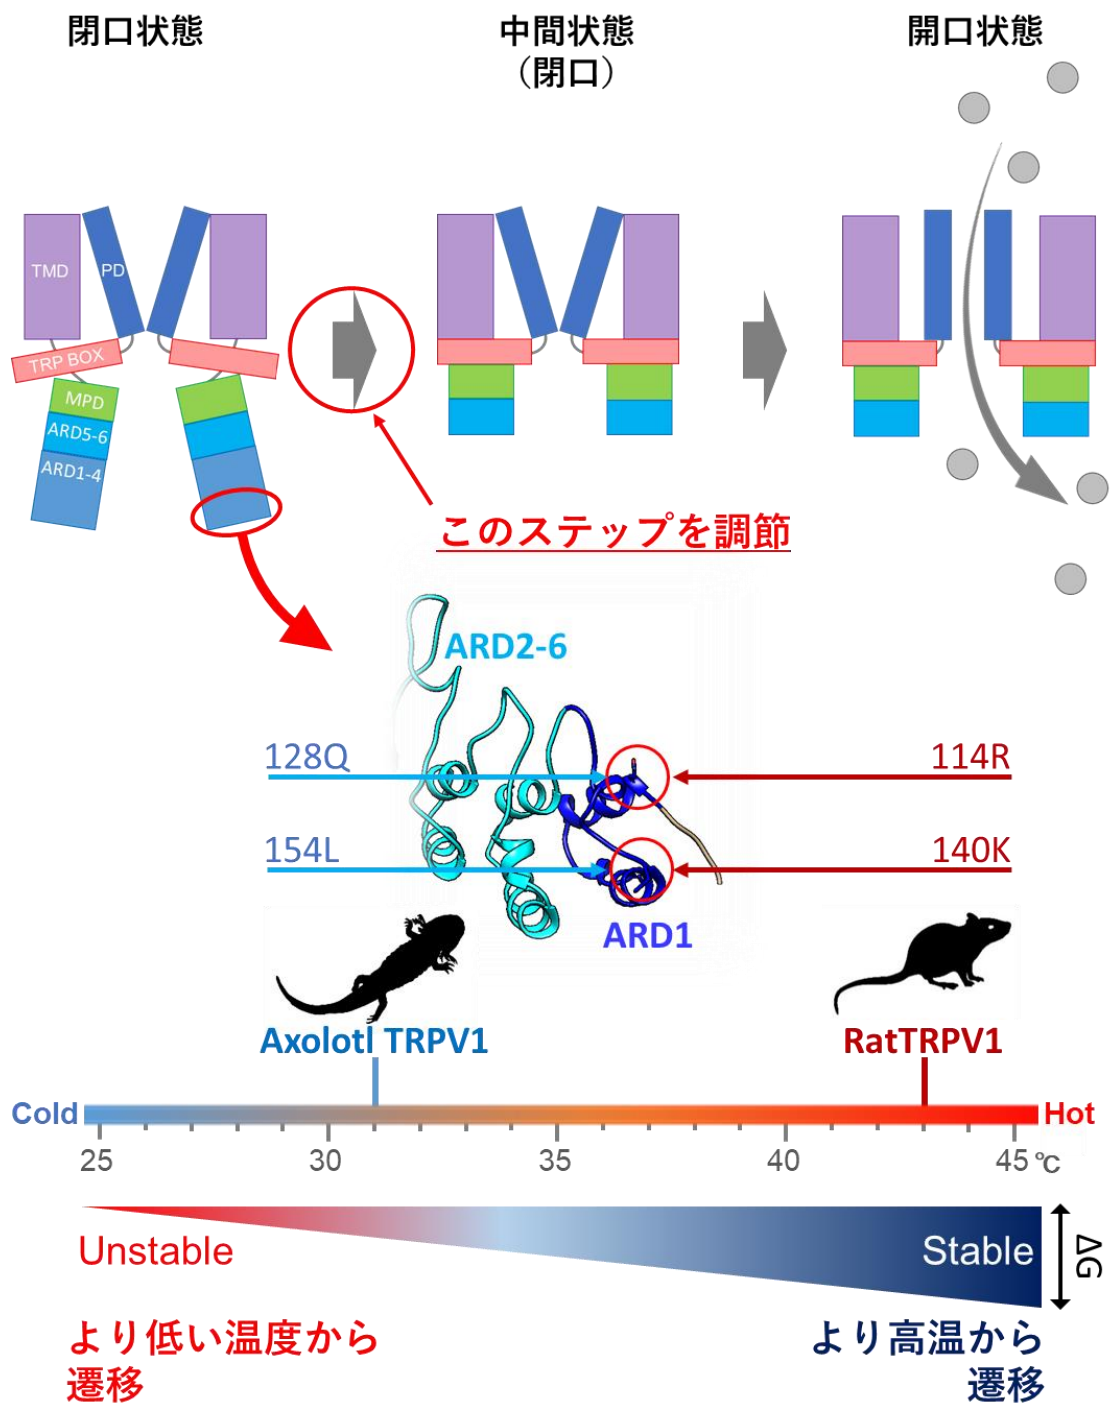 閉口状態
中間状態
（閉口）
開口状態
TMD
PD
TRP BOX
MPD
ARD5-6
ARD1-4
このステップを調節
ARD2-6
128Q
114R
154L
140K
ARD1
Axolotl TRPV1
RatTRPV1
Cold
Hot
25
30
35
40
45 ℃
Unstable
Stable
ΔG
より低い温度から
遷移
より高温から
遷移